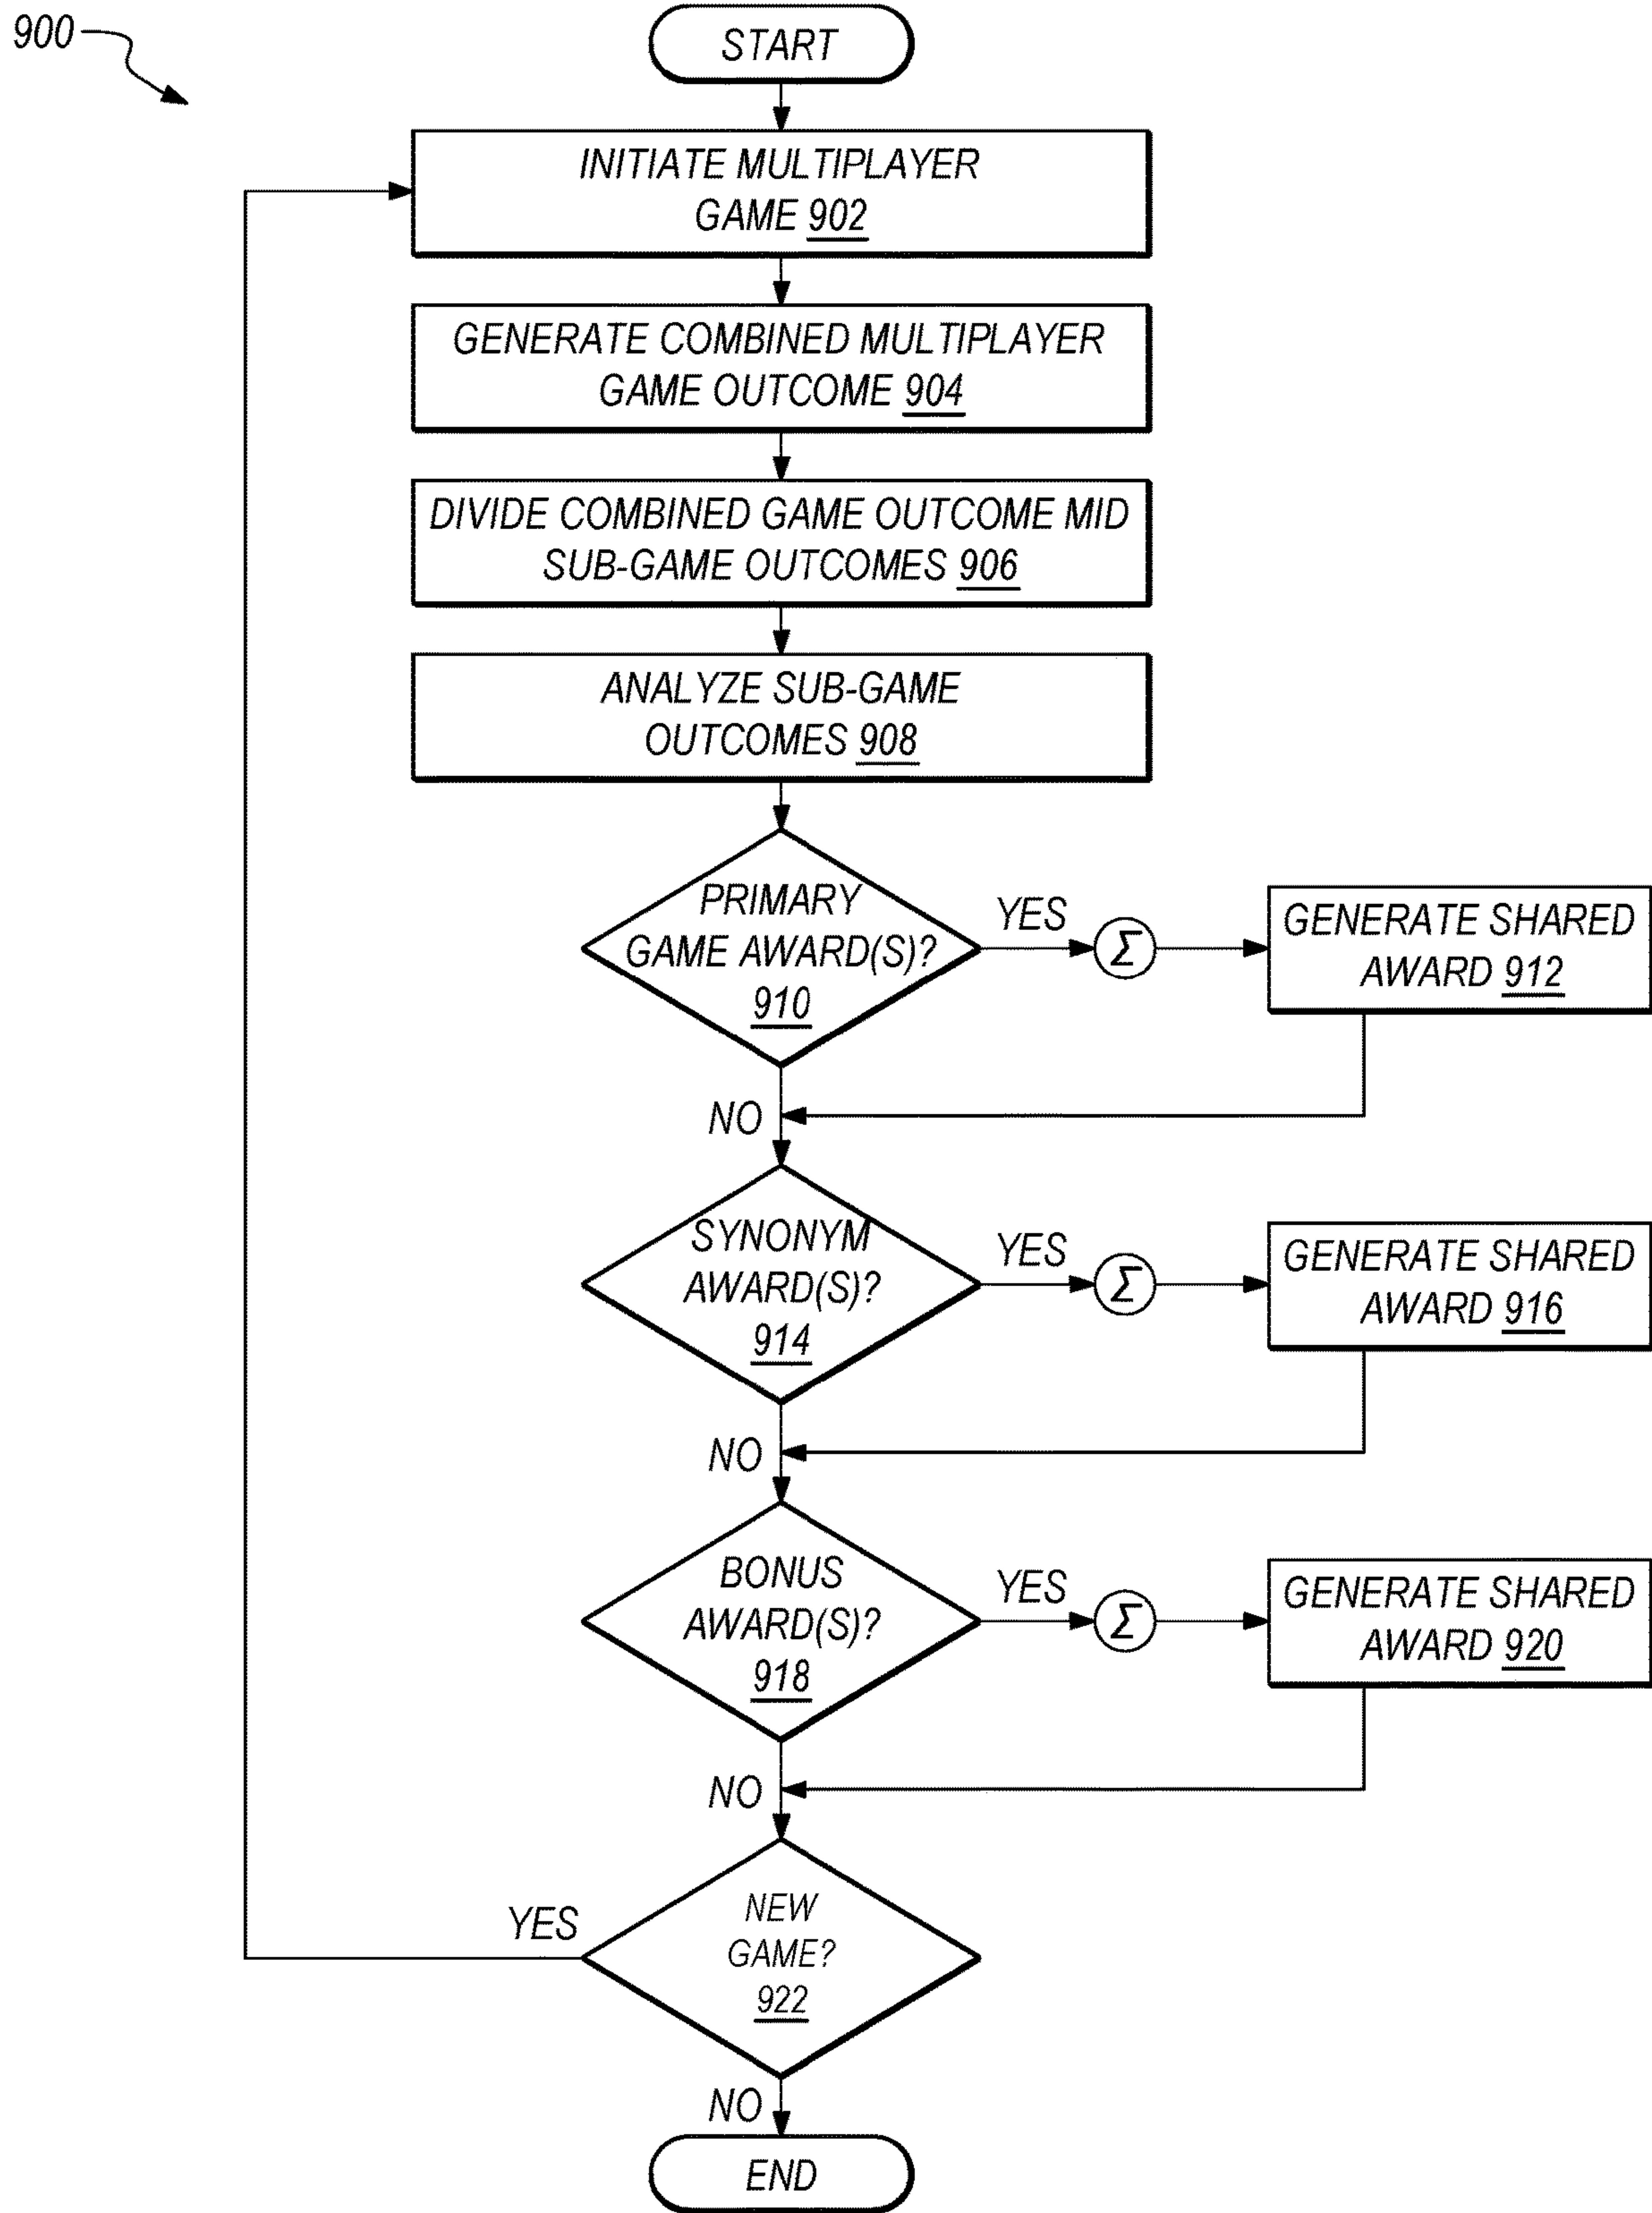 900
START
INITIATE MULTIPLAYER
GAME 902
GENERATE COMBINED MULTIPLAYER
GAME OUTCOME 904
DIVIDE COMBINED GAME OUTCOME MID
SUB-GAME OUTCOMES 906
ANALYZE SUB-GAME
OUTCOMES 908
PRIMARY
GAME AWARD(S)?
910
YES
Σ
GENERATE SHARED
AWARD 912
NO
SYNONYM
AWARD(S)?
914
YES
Σ
GENERATE SHARED
AWARD 916
NO
BONUS
AWARD(S)?
918
YES
Σ
GENERATE SHARED
AWARD 920
NO
NEW
GAME?
922
YES
NO
END